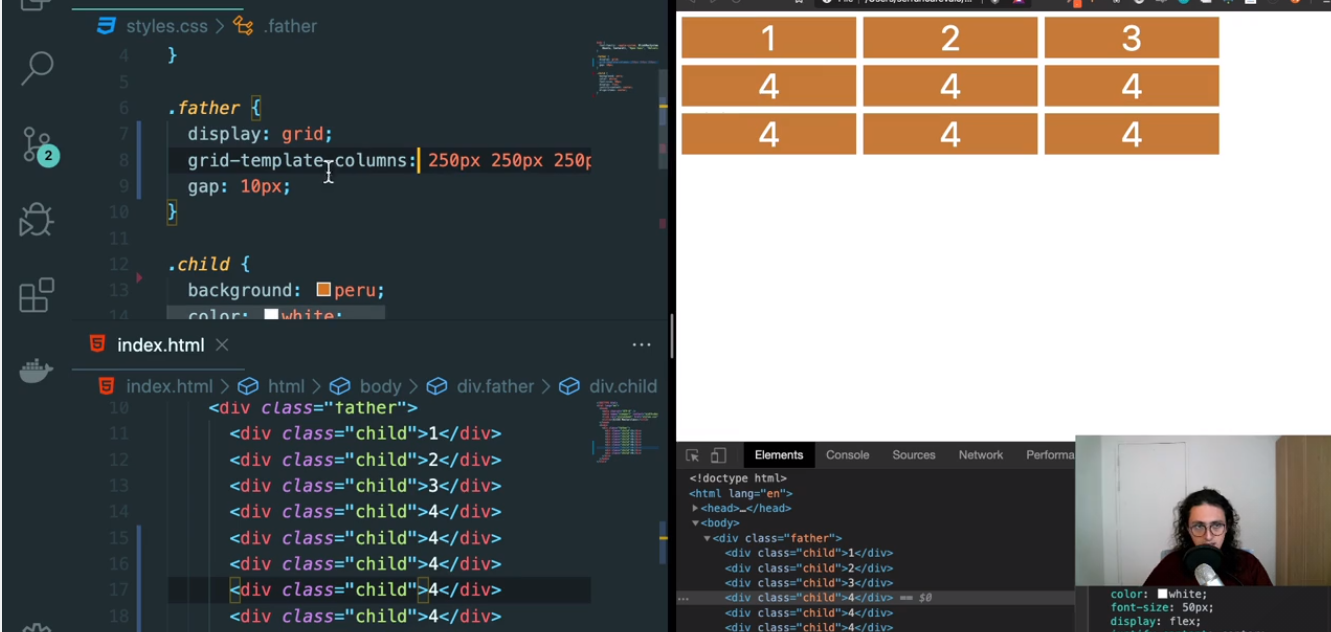 styles.css > .father
4 }
5
6 .father {
7 display: grid;
8 grid-template-columns: 250px 250px 250p
9 gap: 10px;
10 }
11
12 .child {
13 background: peru;
14 color: white;
2
index.html ×
...
index.html > html > body > div.father > div.child
10 <div class="father">
11 <div class="child">1</div>
12 <div class="child">2</div>
13 <div class="child">3</div>
14 <div class="child">4</div>
15 <div class="child">4</div>
16 <div class="child">4</div>
17 <div class="child">4</div>
18 <div class="child">4</div>
1 2 3
4 4 4
4 4 4
Elements Console Sources Network Performa
<!doctype html>
<html lang="en">
▶<head>…</head>
▼<body>
▼<div class="father">
<div class="child">1</div>
<div class="child">2</div>
<div class="child">3</div>
... <div class="child">4</div> == $0
<div class="child">4</div>
<div class="child">4</div>
color: white;
font-size: 50px;
display: flex;